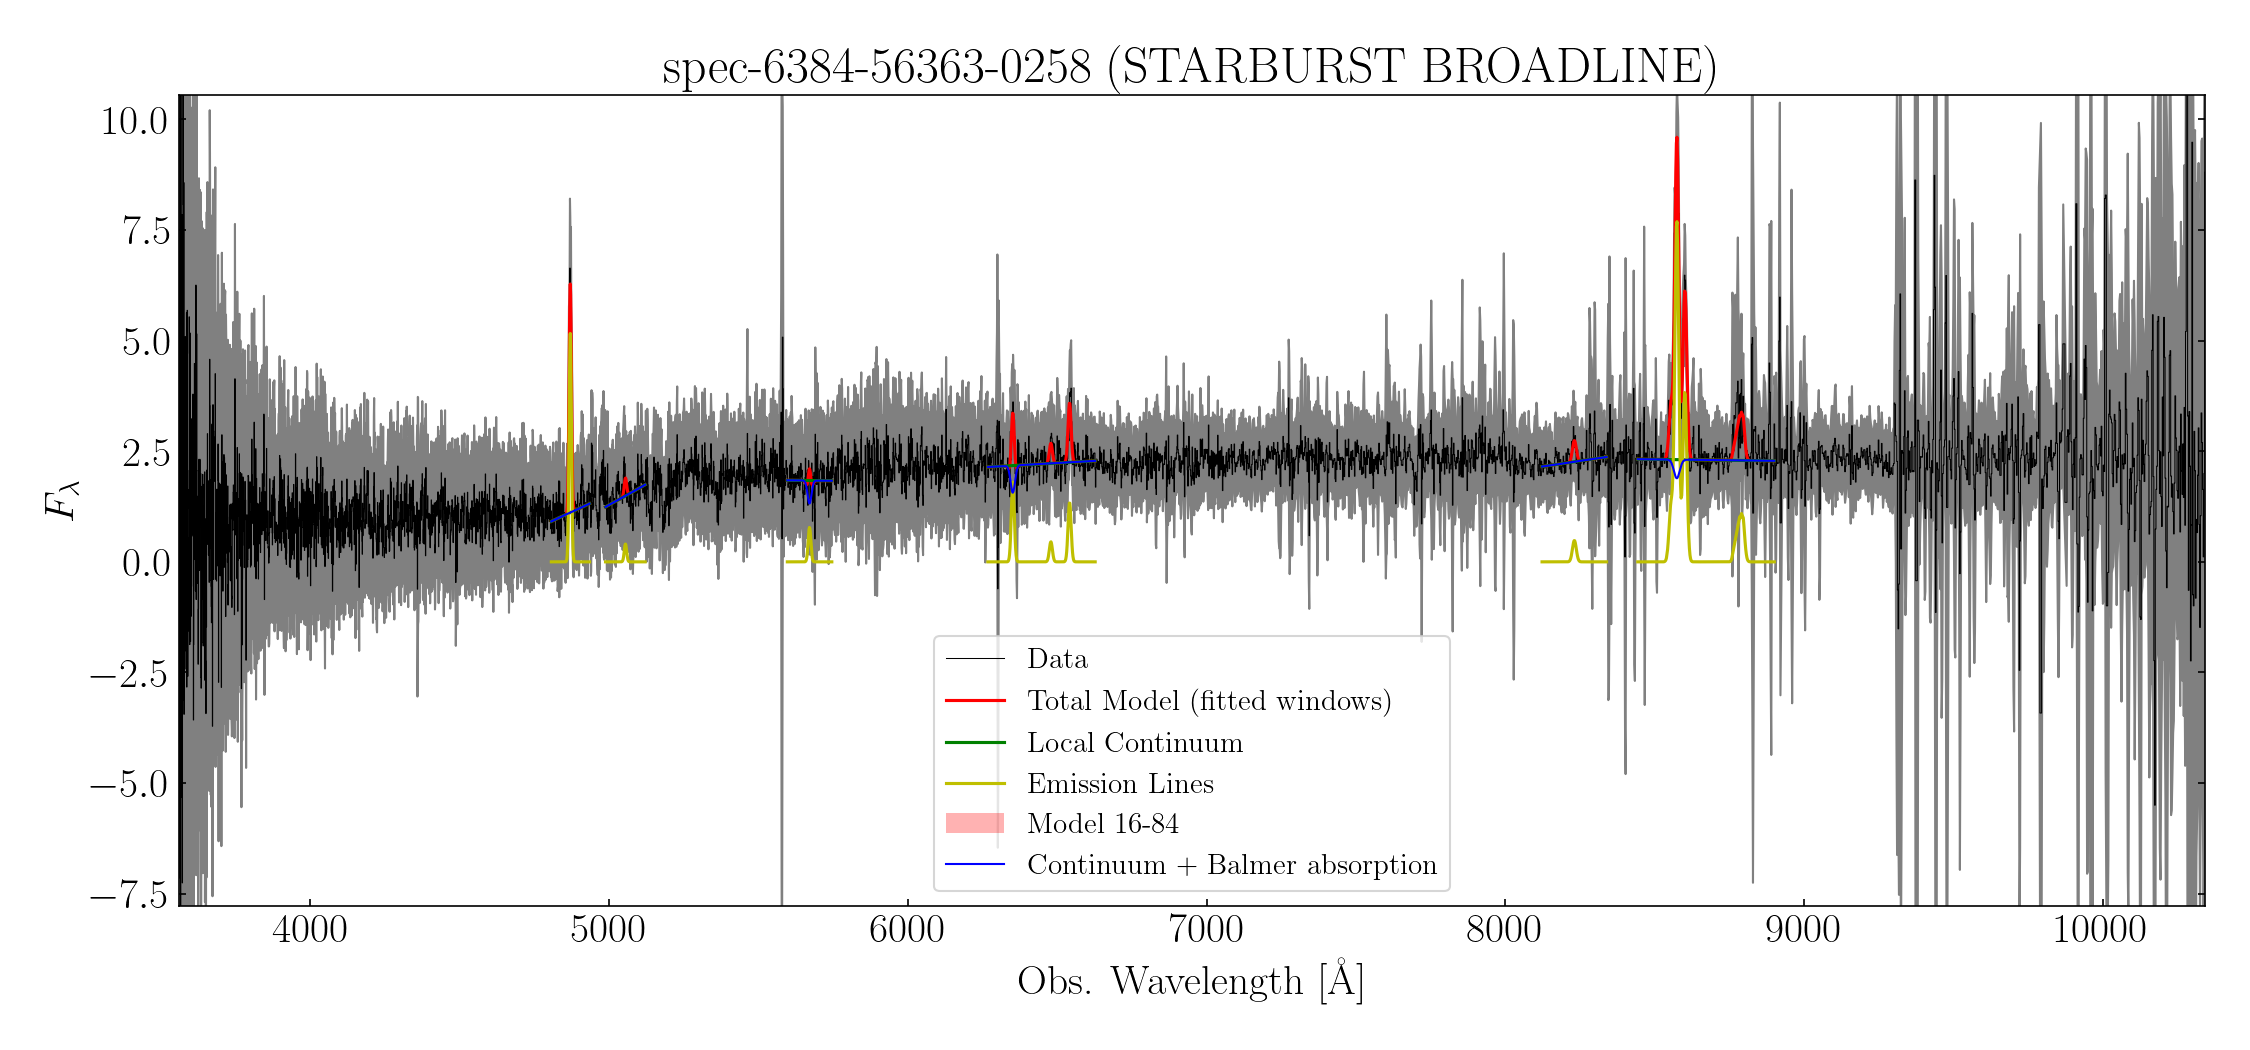 spec-6384-56363-0258 (STARBURST BROADLINE)
10.0
7.5
5.0
2.5
0.0
−2.5
−5.0
−7.5
Fλ
Data
Total Model (fitted windows)
Local Continuum
Emission Lines
Model 16-84
Continuum + Balmer absorption
4000 5000 6000 7000 8000 9000 10000
Obs. Wavelength [Å]